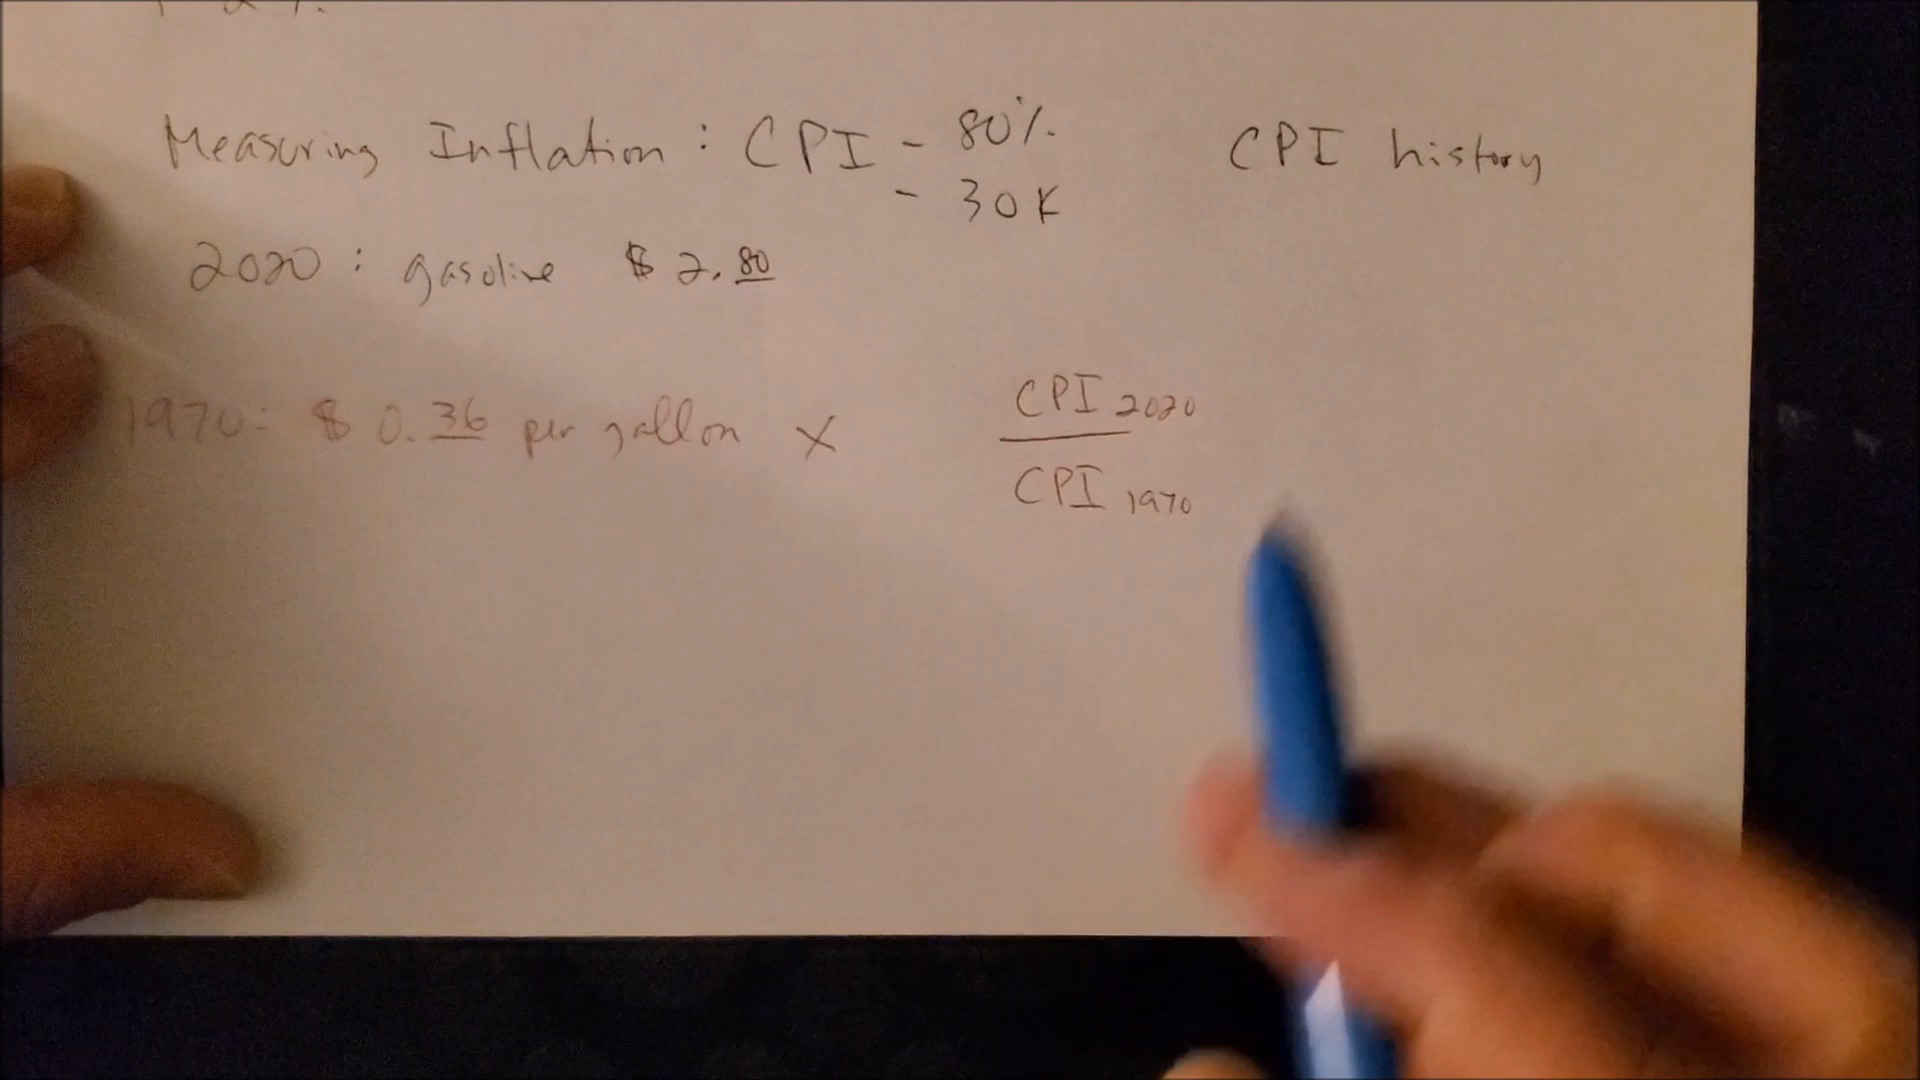 Measuring Inflation : CPI - 80% CPI history
- 30K
2020 : gasoline $ 2.80
1970: $ 0.36 per gallon X CPI 2020
CPI 1970